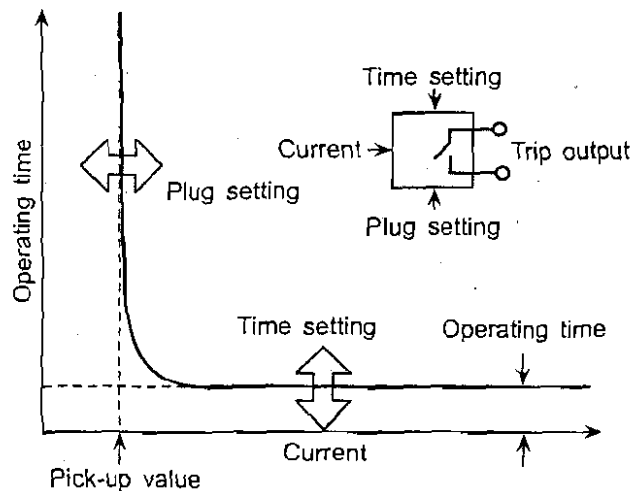 Operating time
Time setting
Current
Trip output
Plug setting
Plug setting
Time setting
Operating time
Current
Pick-up value